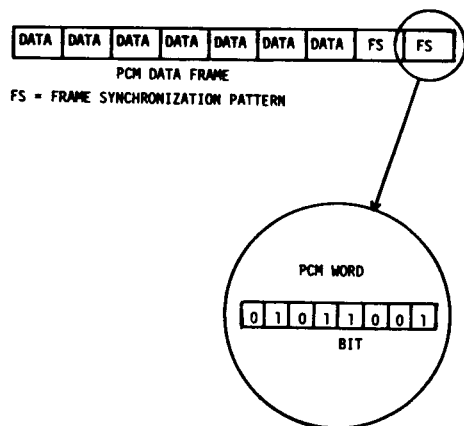 DATA DATA DATA DATA DATA DATA DATA FS FS
PCM DATA FRAME
FS = FRAME SYNCHRONIZATION PATTERN
PCM WORD
0 1 0 1 1 0 0 1
BIT